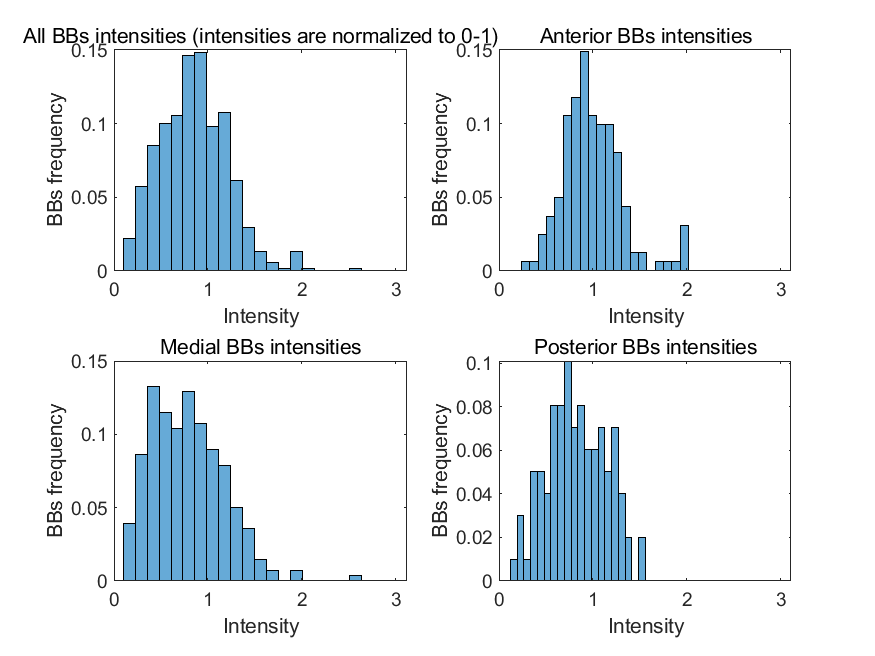 All BBs intensities (intensities are normalized to 0-1)
BBs frequency
0.15
0.1
0.05
0
0 1 2 3
Intensity
Anterior BBs intensities
BBs frequency
0.15
0.1
0.05
0
0 1 2 3
Intensity
Medial BBs intensities
BBs frequency
0.15
0.1
0.05
0
0 1 2 3
Intensity
Posterior BBs intensities
BBs frequency
0.1
0.08
0.06
0.04
0.02
0
0 1 2 3
Intensity